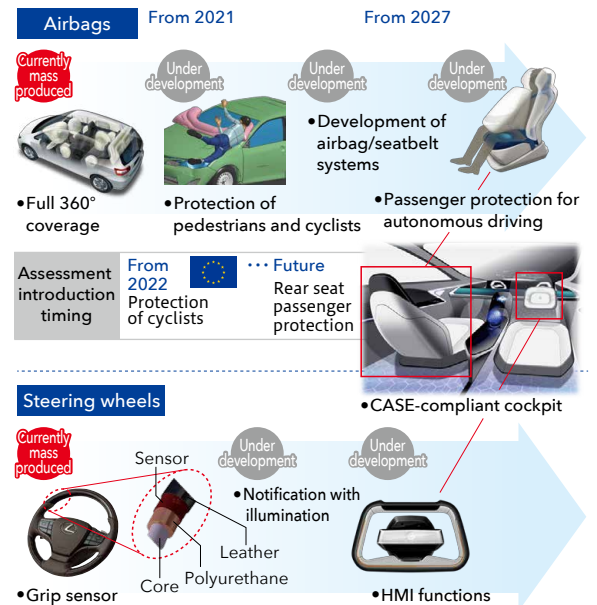 Airbags
From 2021
From 2027
Currently
mass
produced
Under
development
Under
development
Under
development
•Full 360°
coverage
•Protection of
pedestrians and cyclists
•Development of
airbag/seatbelt
systems
•Passenger protection for
autonomous driving
Assessment
introduction
timing
From
2022
Protection
of cyclists
··· Future
Rear seat
passenger
protection
•CASE-compliant cockpit
Steering wheels
Currently
mass
produced
Under
development
Under
development
Sensor
Leather
Polyurethane
Core
•Grip sensor
•Notification with
illumination
•HMI functions